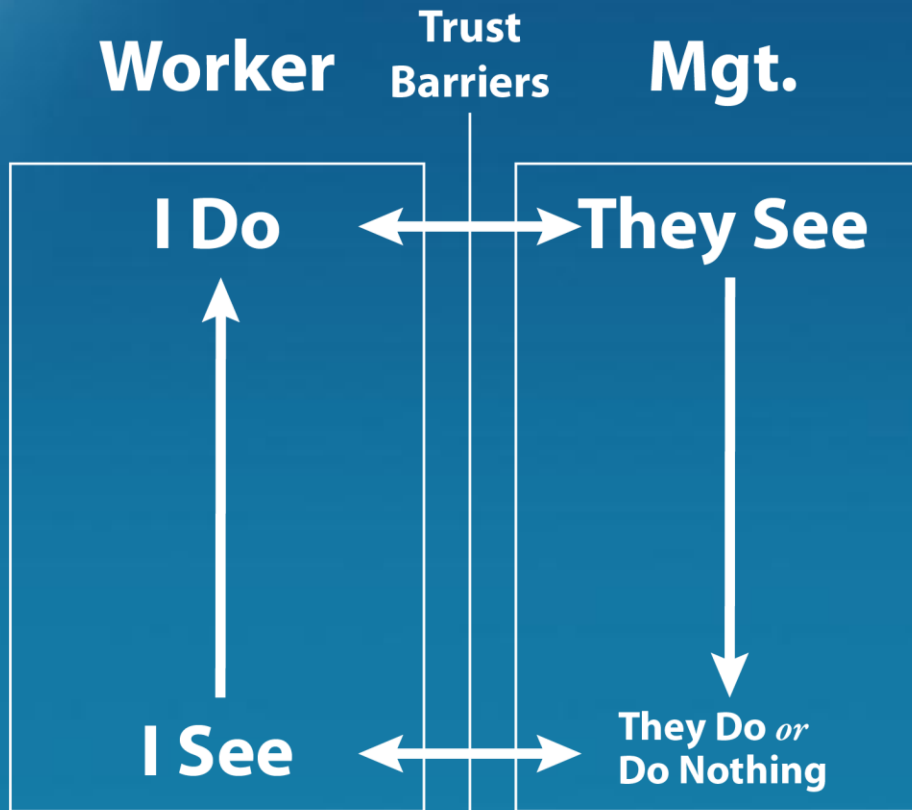 Worker
Trust
Barriers
Mgt.
I Do
They See
I See
They Do or
Do Nothing